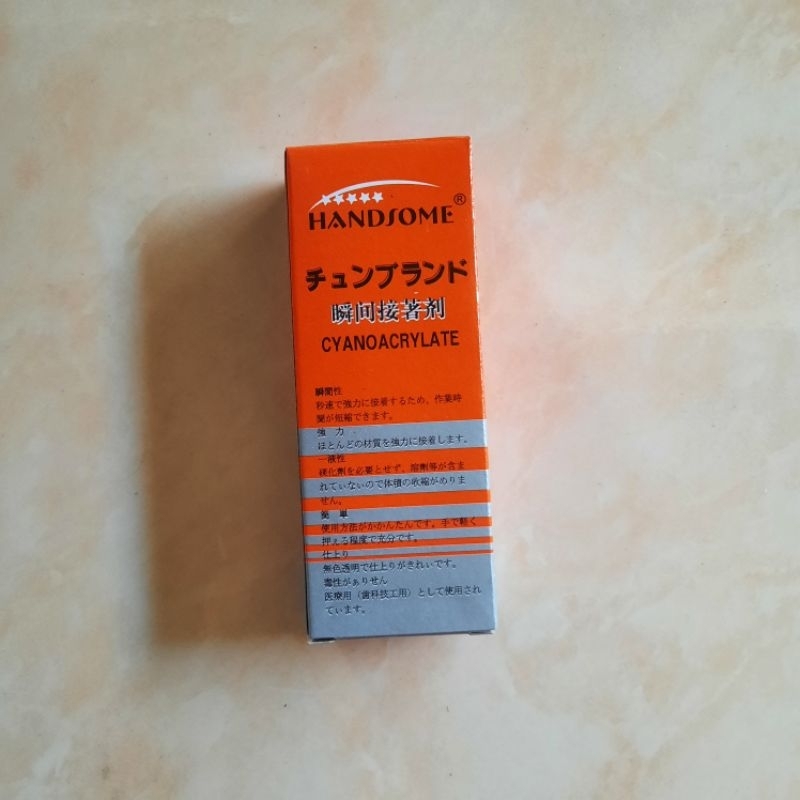 HANDSOME®
チュンブランド
瞬间接著剂
CYANOACRYLATE
瞬間性
秒速で強力に接着するため、作業時
間が短縮できます。
強 力
ほとんどの材質を強力に接着します。
一液性
硬化劑を必要とせず、溶劑等が含ま
れていないので体積の収縮がめりま
せん。
簡 単
使用方法がかかんたんです。手で軽く
押える程度で充分です。
仕上り
無色透明で仕上りがきれいです。
毒性がぁりせん
医療用（歯科技工用）として使用され
ています。